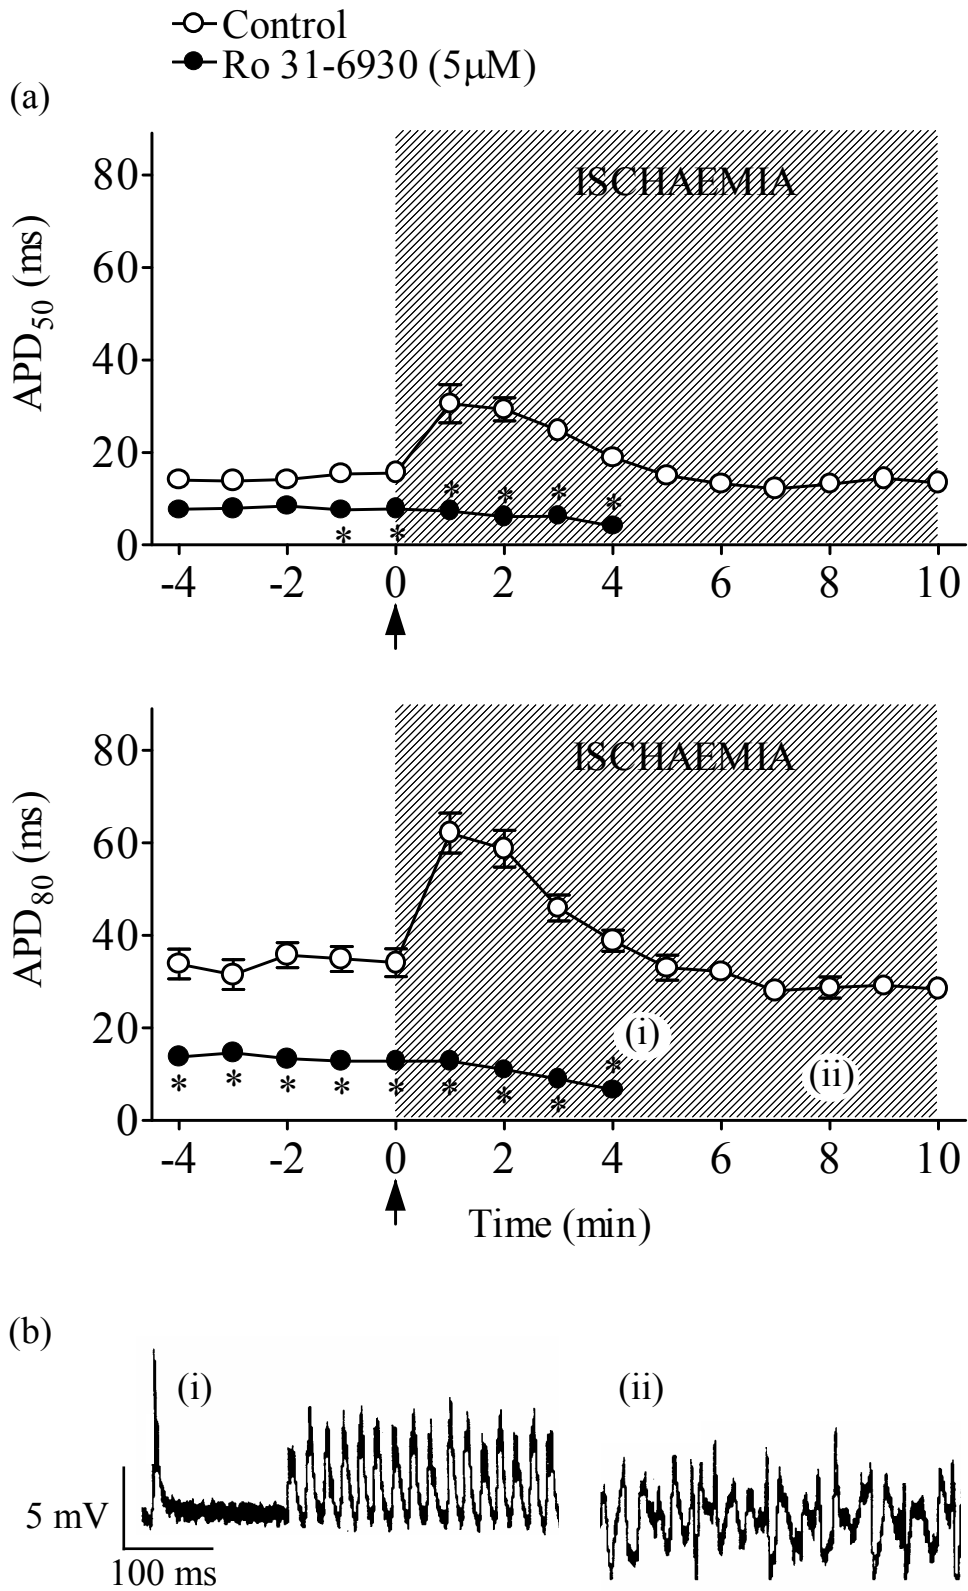 Control
Ro 31-6930 (5μM)
(a)
ISCHAEMIA
APD50 (ms)
80
60
40
20
0
* * * * * *
-4 -2 0 2 4 6 8 10
ISCHAEMIA
APD80 (ms)
80
60
40
20
0
(i)
(ii)
* * * * * * * * *
-4 -2 0 2 4 6 8 10
Time (min)
(b)
(i)
(ii)
5 mV
100 ms